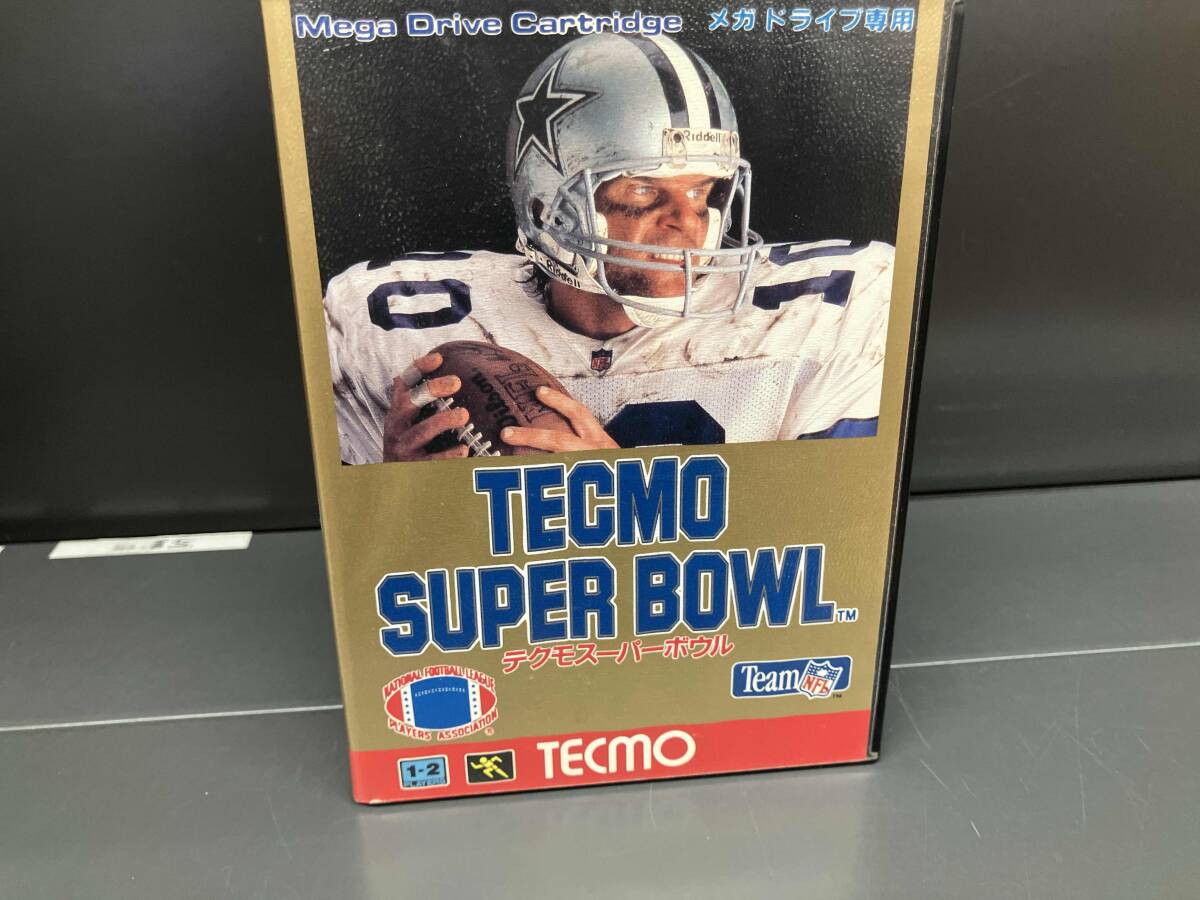 Mega Drive Cartridge メガドライブ専用
Riddell
Riddell
10
10
NFL
Wilson
TECMO
SUPER BOWL™
テクモスーパーボウル
NATIONAL FOOTBALL LEAGUE
PLAYERS ASSOCIATION®
Team NFL™
1-2
PLAYERS
TECMO